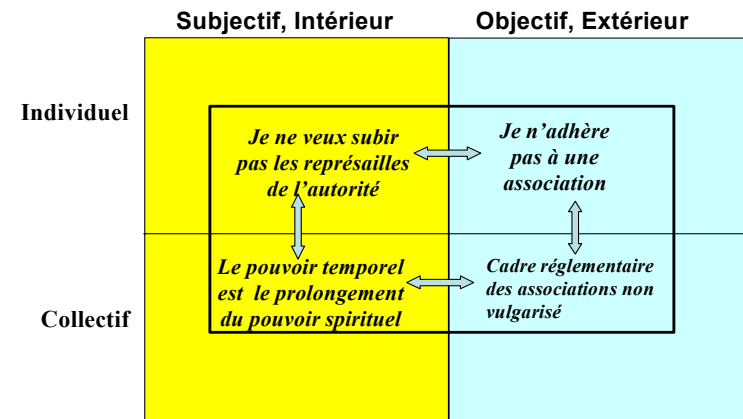 Subjectif, Intérieur
Objectif, Extérieur
Individuel
Je ne veux subir
pas les représailles
de l'autorité
Je n'adhère
pas à une
association
Collectif
Le pouvoir temporel
est le prolongement
du pouvoir spirituel
Cadre réglementaire
des associations non
vulgarisé